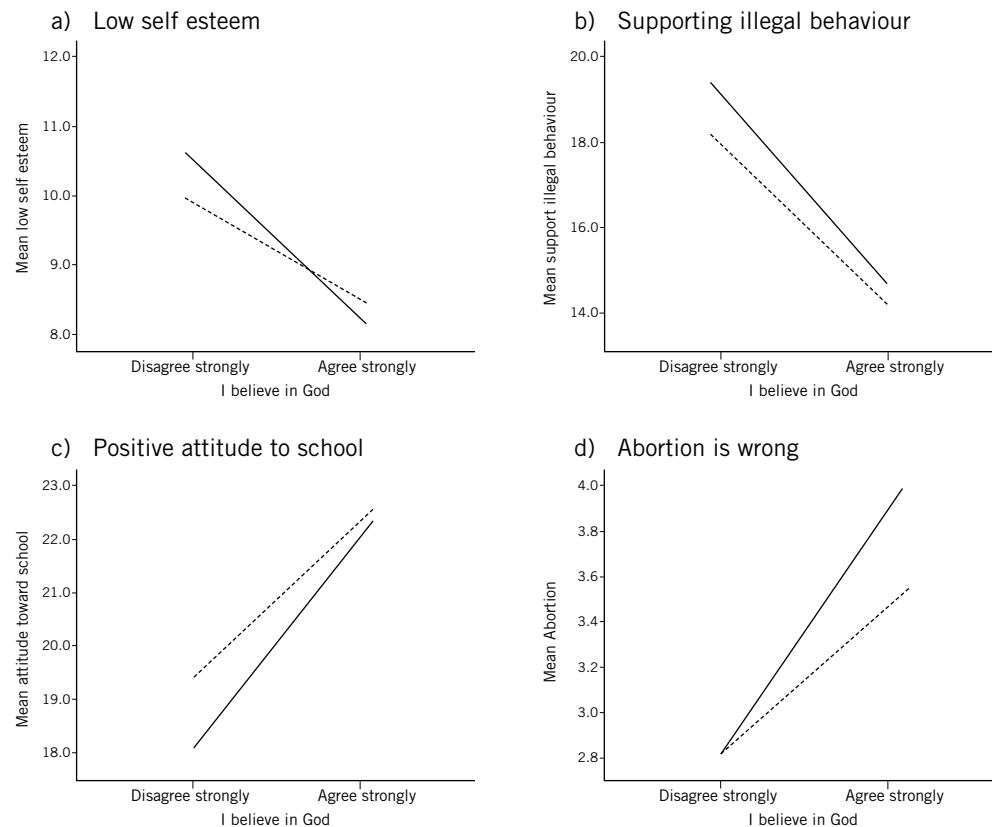 a) Low self esteem
Mean low self esteem
12.0
11.0
10.0
9.0
8.0
Disagree strongly Agree strongly
I believe in God
b) Supporting illegal behaviour
Mean support illegal behaviour
20.0
18.0
16.0
14.0
Disagree strongly Agree strongly
I believe in God
c) Positive attitude to school
Mean attitude toward school
23.0
22.0
21.0
20.0
19.0
18.0
Disagree strongly Agree strongly
I believe in God
d) Abortion is wrong
Mean Abortion
4.0
3.8
3.6
3.4
3.2
3.0
2.8
Disagree strongly Agree strongly
I believe in God